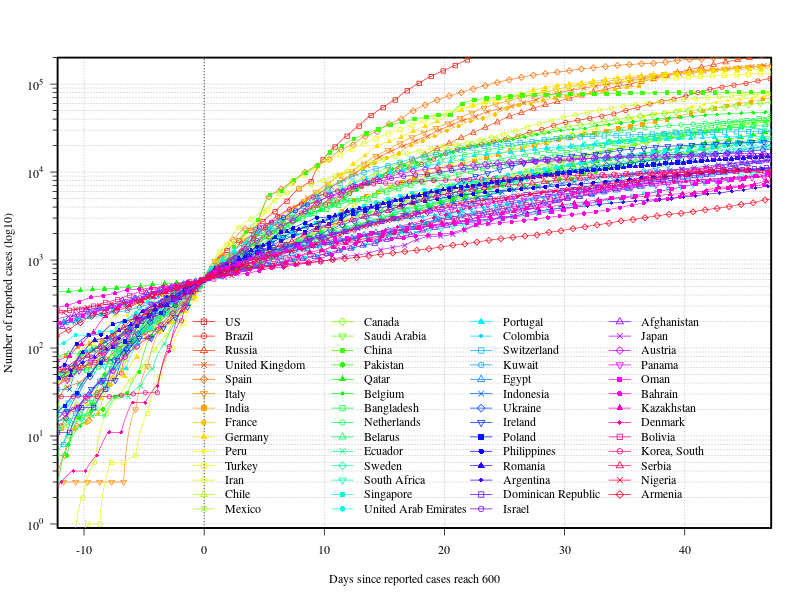 10^5
10^4
10^3
10^2
10^1
10^0
Number of reported cases (log10)
US Canada Portugal Afghanistan
Brazil Saudi Arabia Colombia Japan
Russia China Switzerland Austria
United Kingdom Pakistan Kuwait Panama
Spain Qatar Egypt Oman
Italy Belgium Indonesia Bahrain
India Bangladesh Ukraine Kazakhstan
France Netherlands Ireland Denmark
Germany Belarus Poland Bolivia
Peru Ecuador Philippines Korea, South
Turkey Sweden Romania Serbia
Iran South Africa Argentina Nigeria
Chile Singapore Dominican Republic Armenia
Mexico United Arab Emirates Israel
-10 0 10 20 30 40
Days since reported cases reach 600